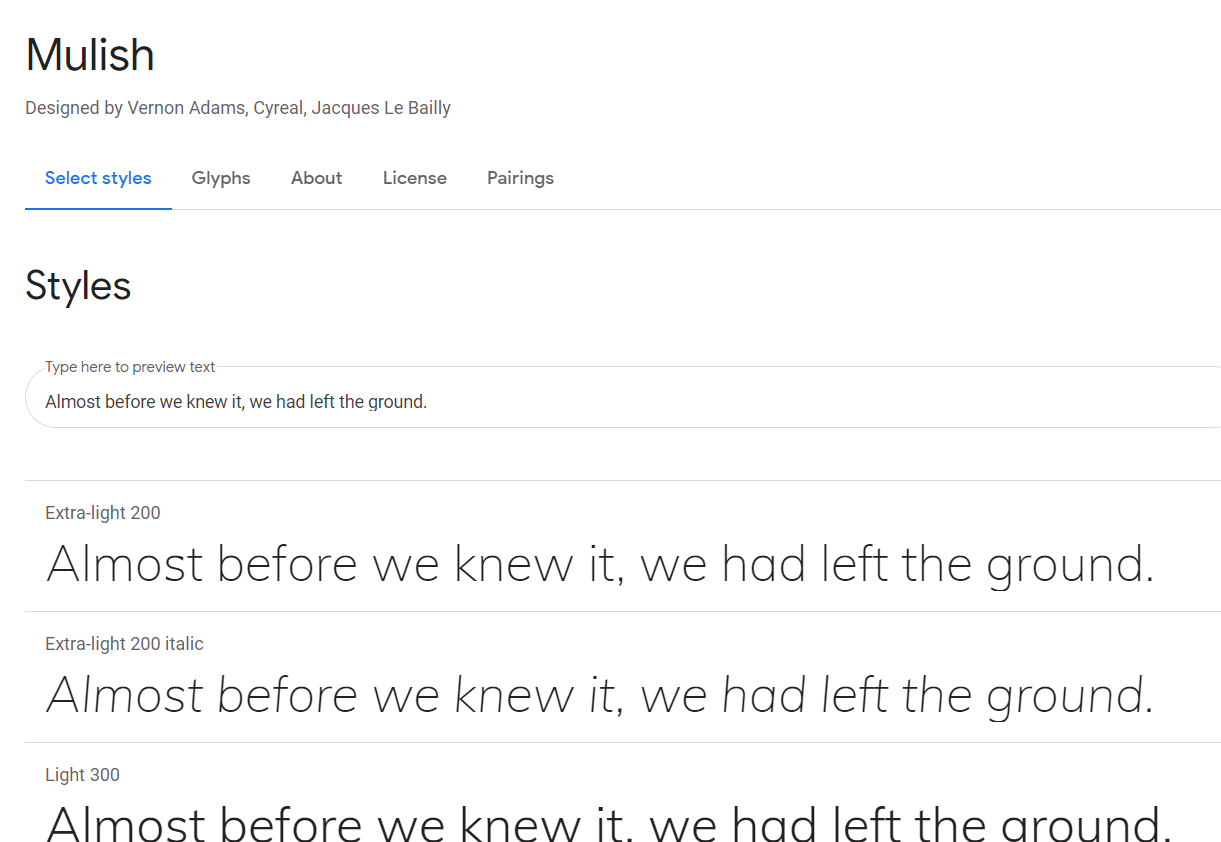 Mulish
Designed by Vernon Adams, Cyreal, Jacques Le Bailly
Select styles Glyphs About License Pairings
Styles
Type here to preview text
Almost before we knew it, we had left the ground.
Extra-light 200
Almost before we knew it, we had left the ground.
Extra-light 200 italic
Almost before we knew it, we had left the ground.
Light 300
Almost before we knew it, we had left the ground.